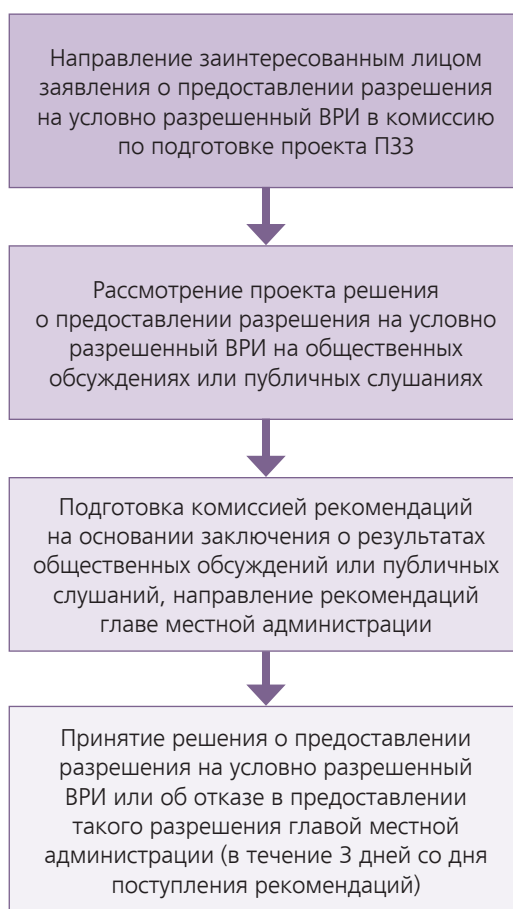 Направление заинтересованным лицом
заявления о предоставлении разрешения
на условно разрешенный ВРИ в комиссию
по подготовке проекта ПЗЗ
Рассмотрение проекта решения
о предоставлении разрешения на условно
разрешенный ВРИ на общественных
обсуждениях или публичных слушаниях
Подготовка комиссией рекомендаций
на основании заключения о результатах
общественных обсуждений или публичных
слушаний, направление рекомендаций
главе местной администрации
Принятие решения о предоставлении
разрешения на условно разрешенный
ВРИ или об отказе в предоставлении
такого разрешения главой местной
администрации (в течение 3 дней со дня
поступления рекомендаций)